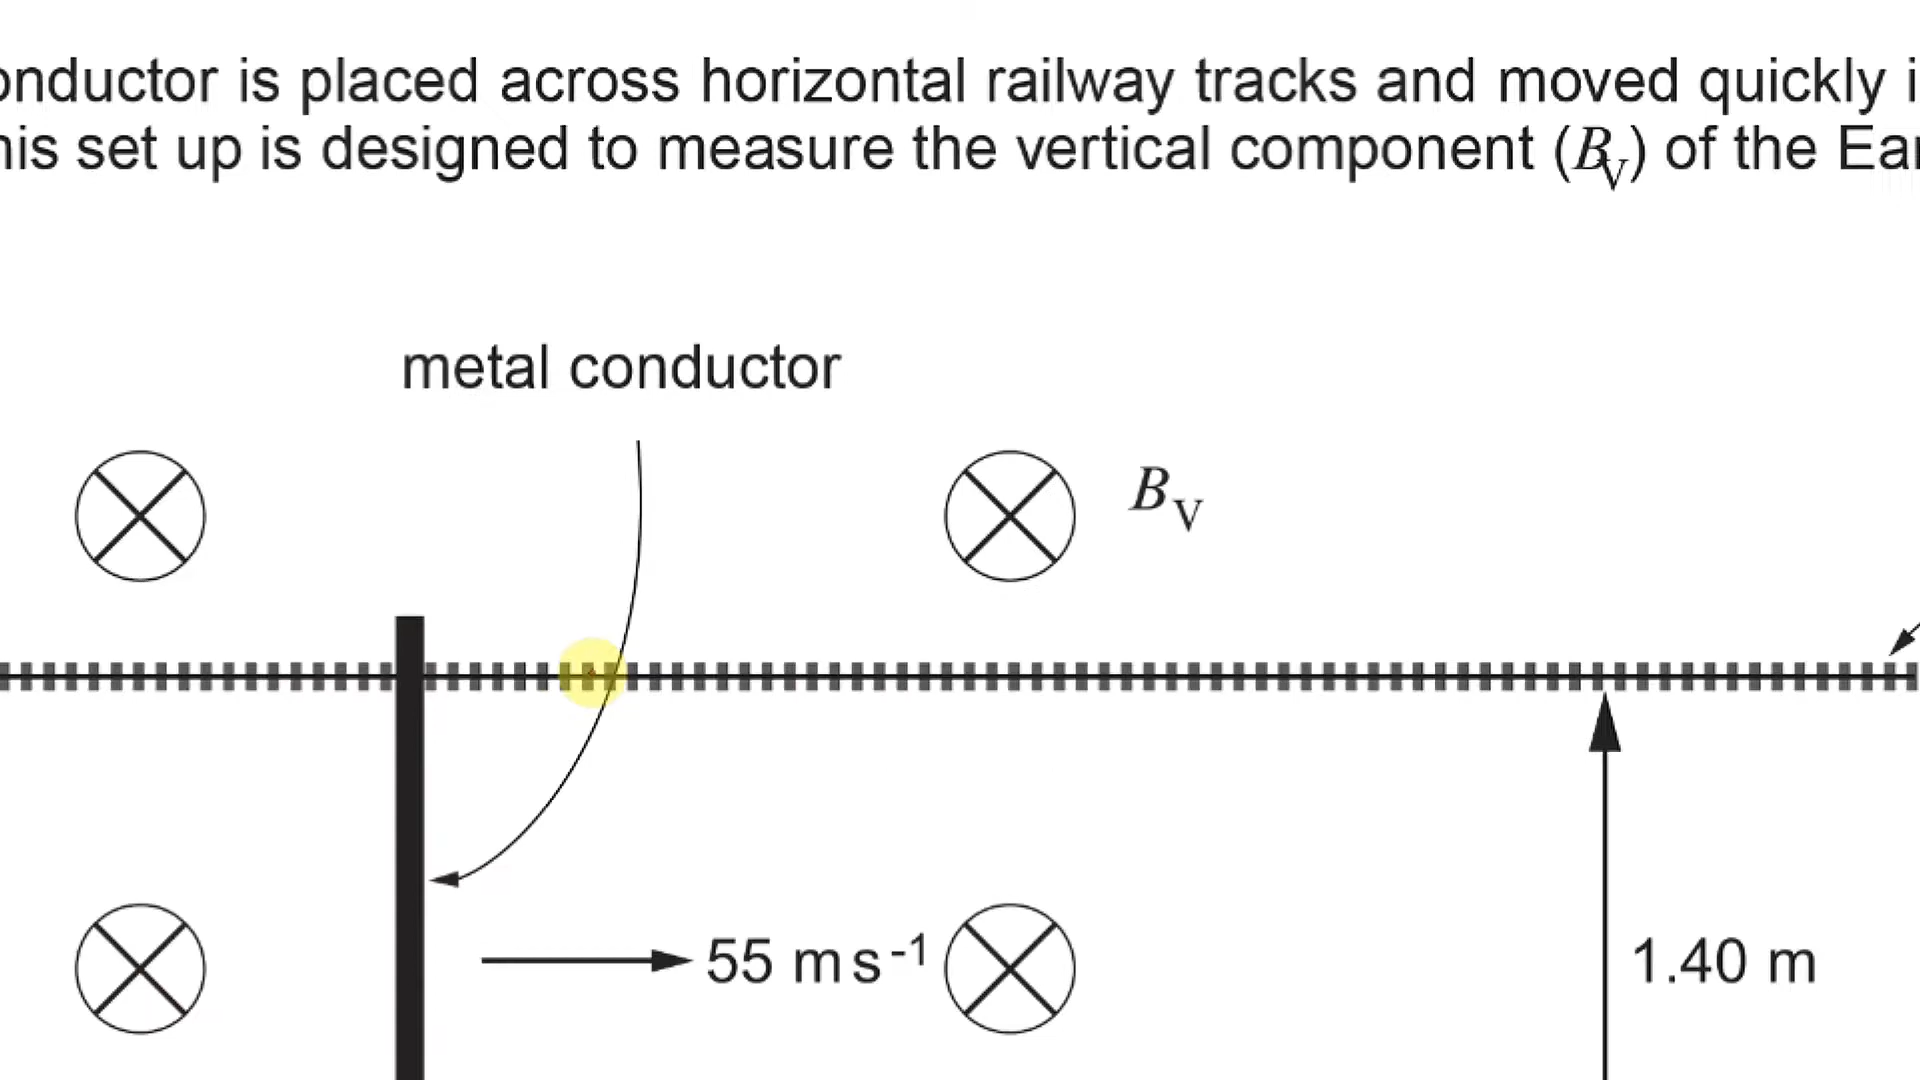 onductor is placed across horizontal railway tracks and moved quickly i
his set up is designed to measure the vertical component (BV) of the Ear
metal conductor
BV
55 m s-1
1.40 m